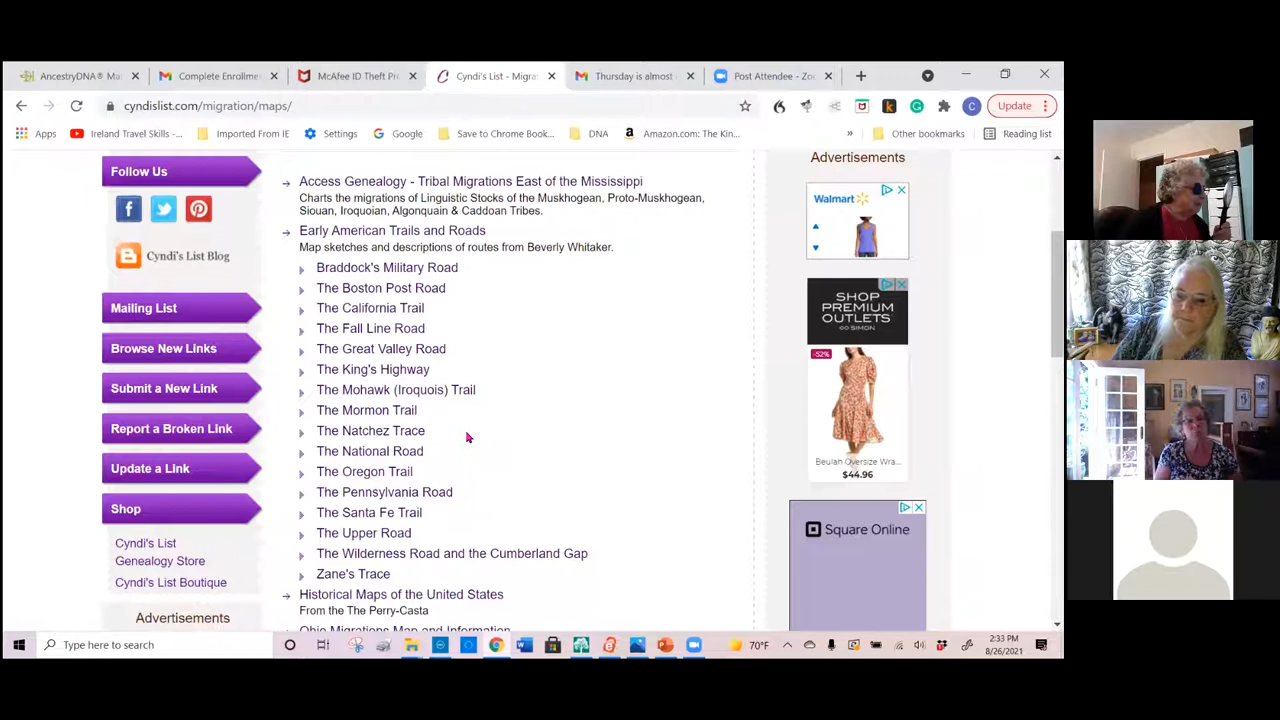 AncestryDNA® Ma
Complete Enrollme
McAfee ID Theft Pr
Cyndi's List - Migra
Thursday is almost
Post Attendee - Zo
cyndislist.com/migration/maps/
C
Update
Apps
Ireland Travel Skills -...
Imported From IE
Settings
Google
Save to Chrome Book...
DNA
Amazon.com: The Kin...
»
Other bookmarks
Reading list
Follow Us
Cyndi's List Blog
Mailing List
Browse New Links
Submit a New Link
Report a Broken Link
Update a Link
Shop
Cyndi's List
Genealogy Store
Cyndi's List Boutique
Advertisements
Access Genealogy - Tribal Migrations East of the Mississippi
Charts the migrations of Linguistic Stocks of the Muskhogean, Proto-Muskhogean,
Siouan, Iroquoian, Algonquain & Caddoan Tribes.
Early American Trails and Roads
Map sketches and descriptions of routes from Beverly Whitaker.
Braddock's Military Road
The Boston Post Road
The California Trail
The Fall Line Road
The Great Valley Road
The King's Highway
The Mohawk (Iroquois) Trail
The Mormon Trail
The Natchez Trace
The National Road
The Oregon Trail
The Pennsylvania Road
The Santa Fe Trail
The Upper Road
The Wilderness Road and the Cumberland Gap
Zane's Trace
Historical Maps of the United States
From the The Perry-Casta
Ohio Migrations Map and Information
Advertisements
Walmart
SHOP
PREMIUM
OUTLETS
SIMON
-52%
Beulah Oversize Wra...
$44.96
Square Online
Type here to search
70°F
2:33 PM
8/26/2021